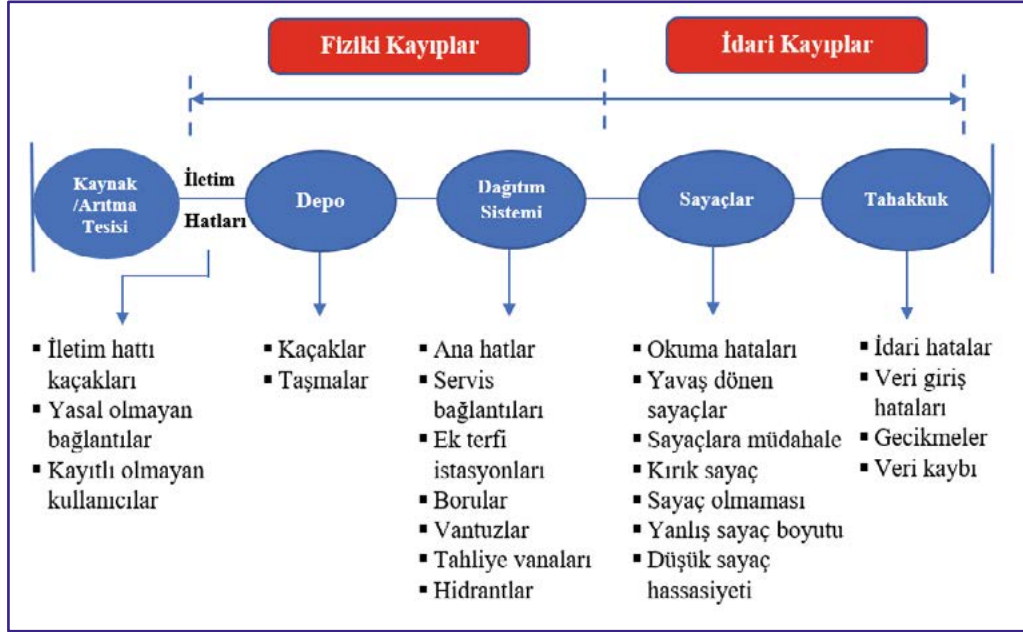 Fiziki Kayıplar
İdari Kayıplar
Kaynak
/Arıtma
Tesisi
İletim
Hatları
Depo
Dağıtım
Sistemi
Sayaçlar
Tahakkuk
▪ İletim hattı
kaçakları
▪ Yasal olmayan
bağlantılar
▪ Kayıtlı olmayan
kullanıcılar
▪ Kaçaklar
▪ Taşmalar
▪ Ana hatlar
▪ Servis
bağlantıları
▪ Ek terfi
istasyonları
▪ Borular
▪ Vantuzlar
▪ Tahliye vanaları
▪ Hidrantlar
▪ Okuma hataları
▪ Yavaş dönen
sayaçlar
▪ Sayaçlara müdahale
▪ Kırık sayaç
▪ Sayaç olmaması
▪ Yanlış sayaç boyutu
▪ Düşük sayaç
hassasiyeti
▪ İdari hatalar
▪ Veri giriş
hataları
▪ Gecikmeler
▪ Veri kaybı